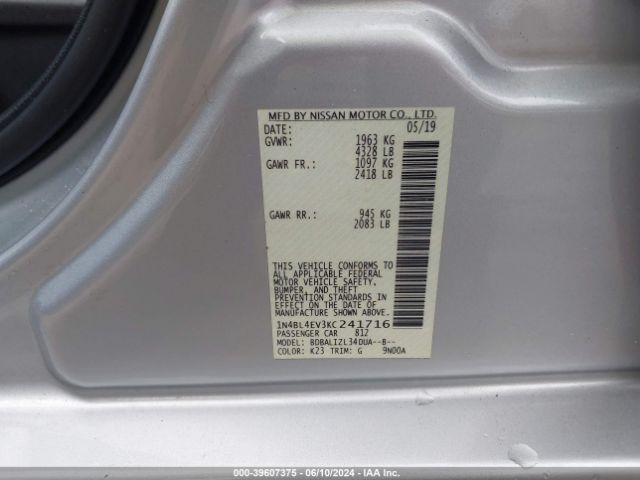 MFD BY NISSAN MOTOR CO., LTD.
DATE: 05/19
GVWR: 1963 KG
4328 LB
GAWR FR.: 1097 KG
2418 LB
GAWR RR.: 945 KG
2083 LB
THIS VEHICLE CONFORMS TO
ALL APPLICABLE FEDERAL
MOTOR VEHICLE SAFETY,
BUMPER, AND THEFT
PREVENTION STANDARDS IN
EFFECT ON THE DATE OF
MANUFACTURE SHOWN ABOVE.
1N4BL4EV3KC241716
PASSENGER CAR 812
MODEL: BDBALIZL34DUA--B--
COLOR: K23 TRIM: G 9N00A
000-39607375 - 06/10/2024 - IAA Inc.